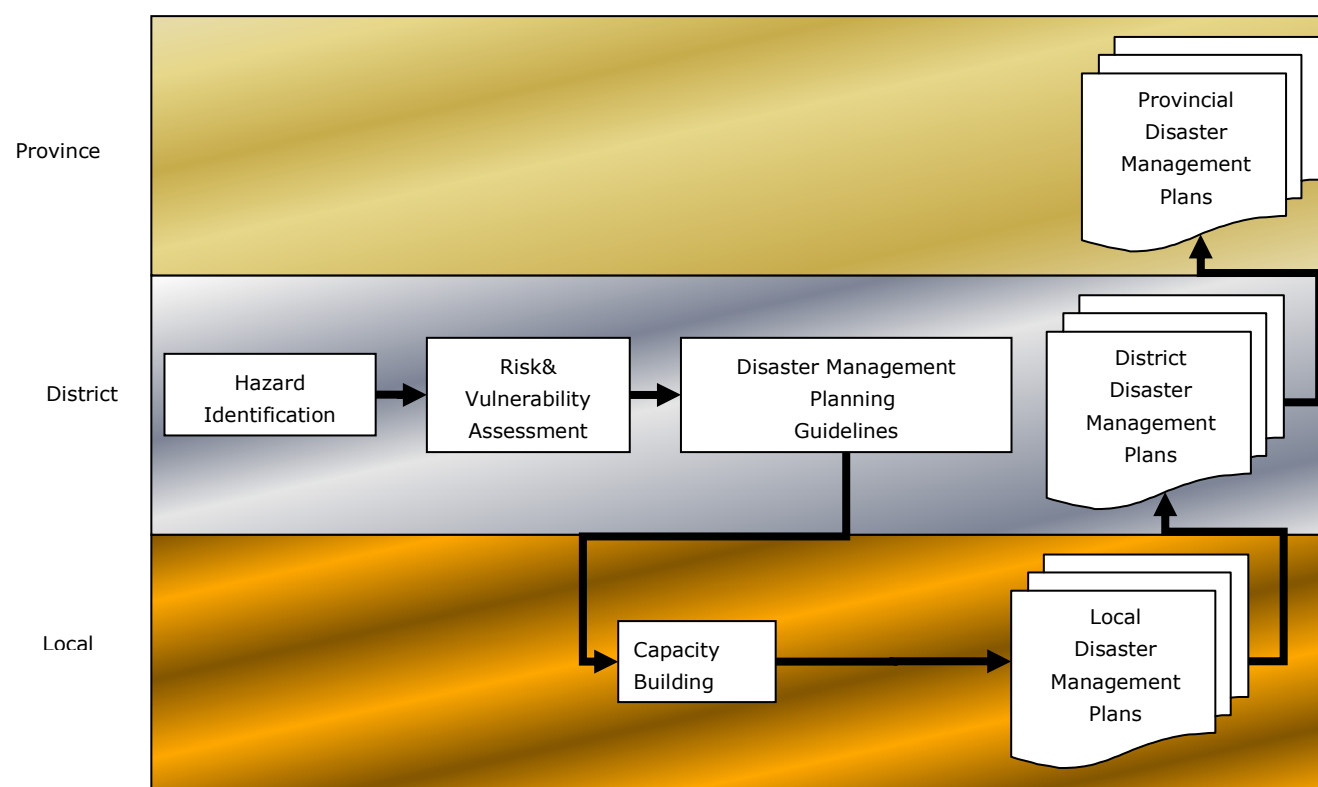 Province
Provincial
Disaster
Management
Plans
District
Hazard
Identification
Risk&
Vulnerability
Assessment
Disaster Management
Planning
Guidelines
District
Disaster
Management
Plans
Local
Capacity
Building
Local
Disaster
Management
Plans